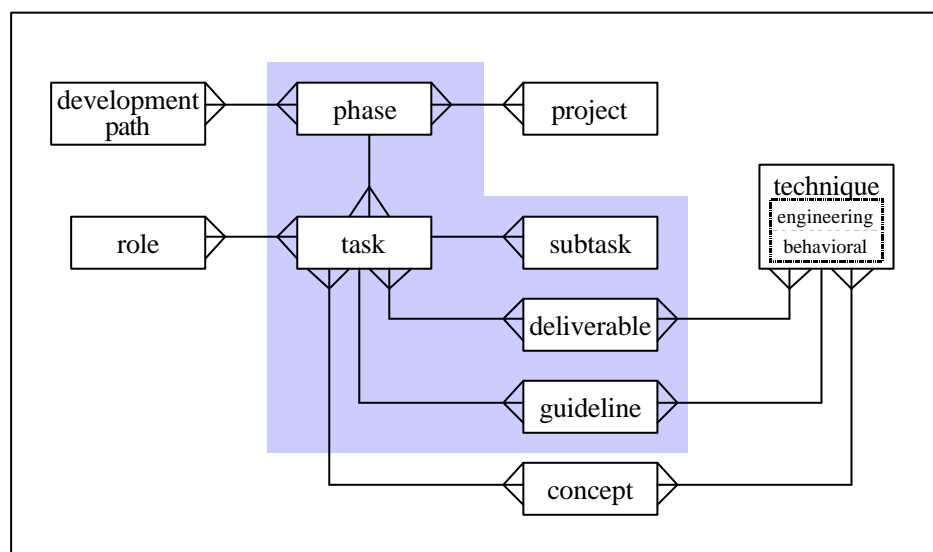 development
path
phase
project
technique
engineering
behavioral
role
task
subtask
deliverable
guideline
concept